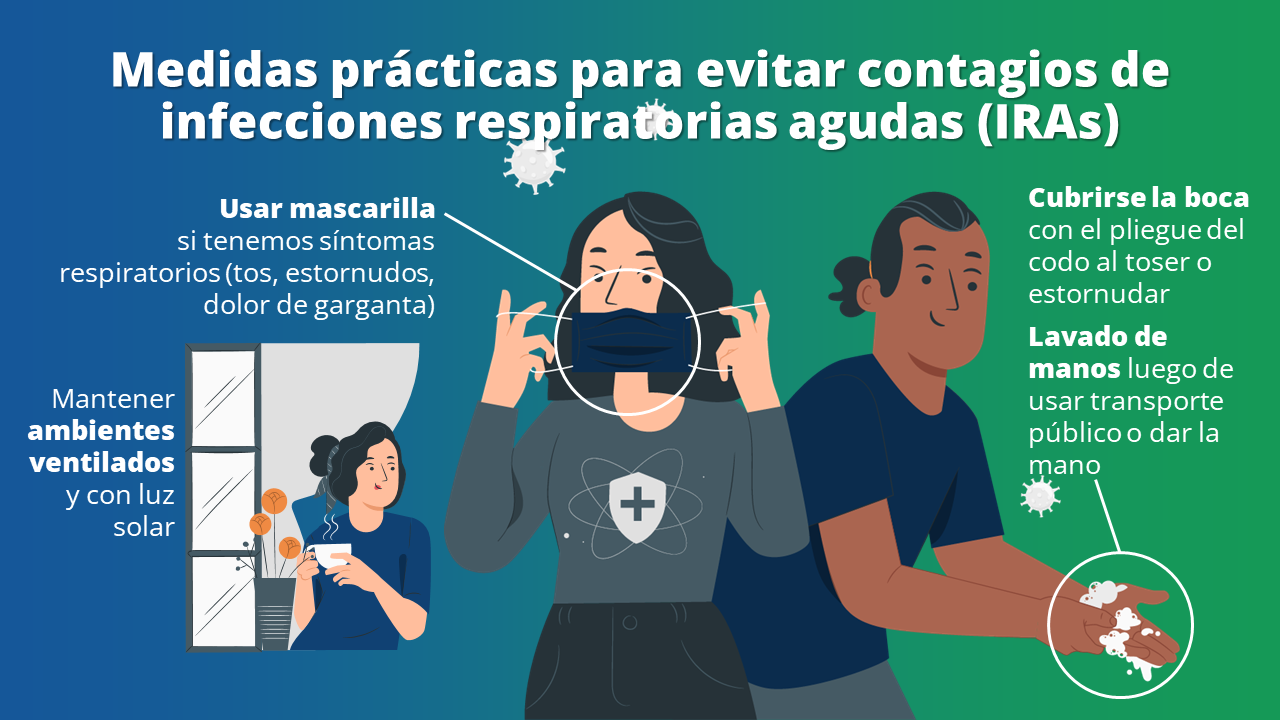 Medidas prácticas para evitar contagios de
infecciones respiratorias agudas (IRAs)
Usar mascarilla
si tenemos síntomas
respiratorios (tos, estornudos,
dolor de garganta)
Mantener
ambientes
ventilados
y con luz
solar
Cubrirse la boca
con el pliegue del
codo al toser o
estornudar
Lavado de
manos luego de
usar transporte
público o dar la
mano